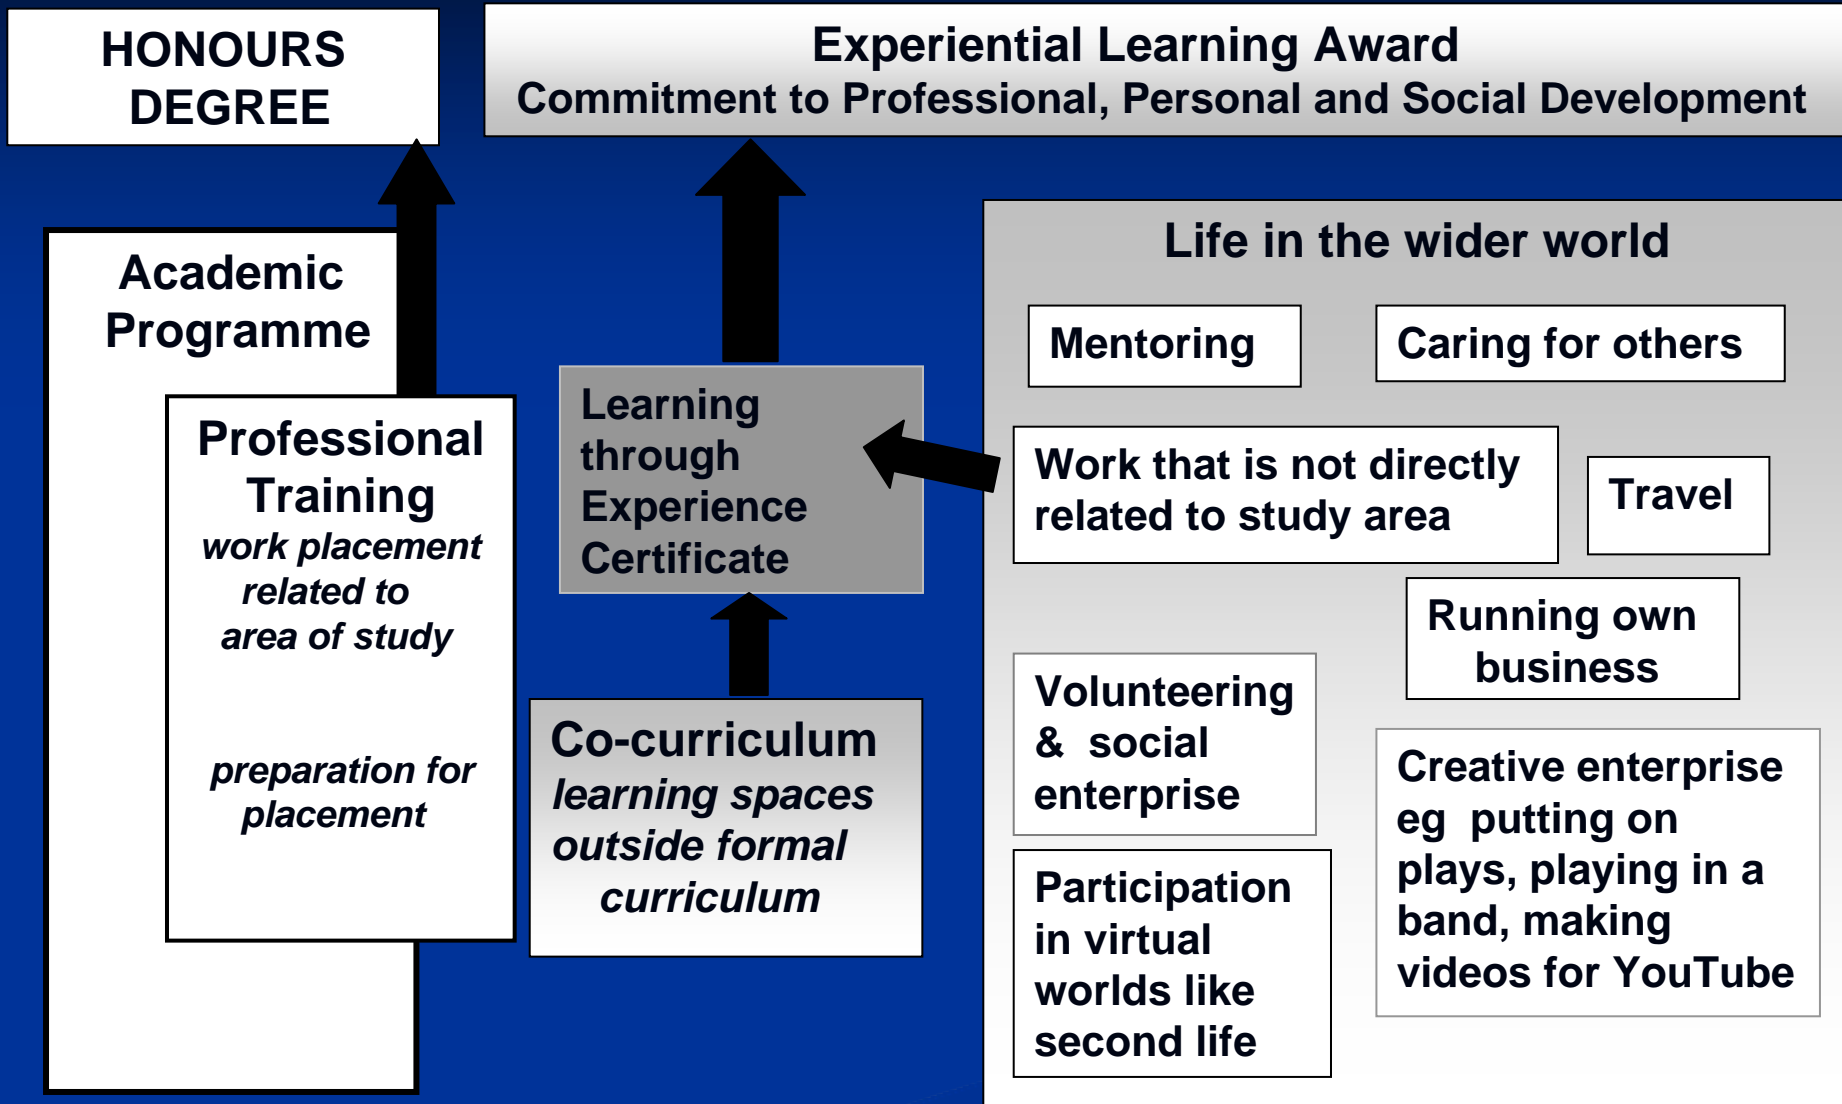 HONOURS
DEGREE
Experiential Learning Award
Commitment to Professional, Personal and Social Development
Academic
Programme
Professional
Training
work placement
related to
area of study
preparation for
placement
Learning
through
Experience
Certificate
Co-curriculum
learning spaces
outside formal
curriculum
Life in the wider world
Mentoring
Caring for others
Work that is not directly
related to study area
Travel
Running own
business
Volunteering
& social
enterprise
Creative enterprise
eg putting on
plays, playing in a
band, making
videos for YouTube
Participation
in virtual
worlds like
second life